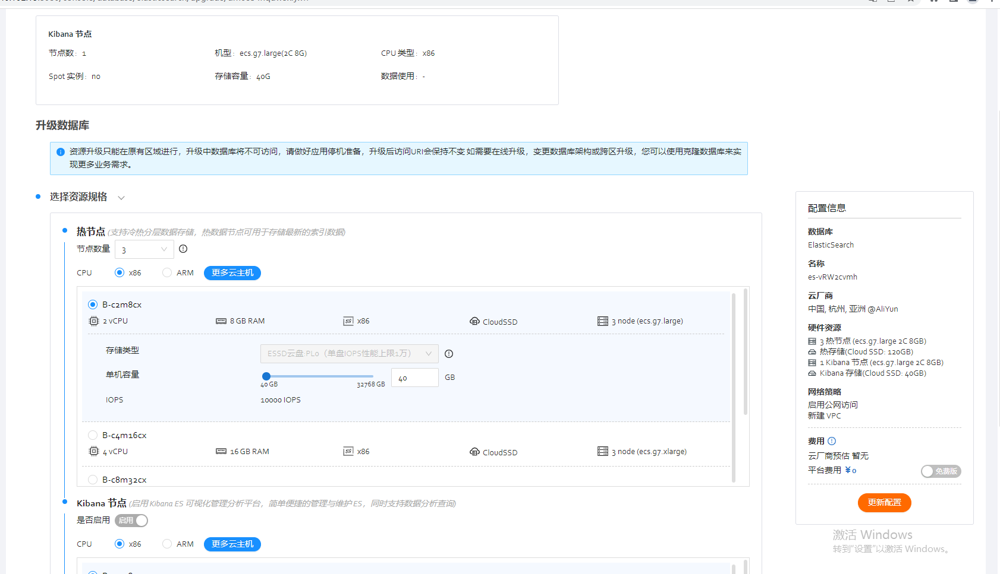 Kibana 节点
节点数： 1
机型： ecs.g7.large(2C 8G)
CPU 类型： x86
Spot 实例： no
存储容量： 40G
数据使用： -
升级数据库
资源升级只能在原有区域进行，升级中数据库将不可访问，请做好应用停机准备，升级后访问URI会保持不变 如需要在线升级，变更数据库架构或跨区升级，您可以使用克隆数据库来实
现更多业务需求。
选择资源规格
热节点 (支持冷热分层数据存储，热数据节点可用于存储最新的索引数据)
节点数量 3
CPU x86 ARM 更多云主机
B-c2m8cx
2 vCPU 8 GB RAM x86 CloudSSD 3 node (ecs.g7.large)
存储类型 ESSD云盘:PL0（单盘IOPS性能上限1万）
单机容量 40 GB
40 GB 32768 GB
IOPS 10000 IOPS
B-c4m16cx
4 vCPU 16 GB RAM x86 CloudSSD 3 node (ecs.g7.xlarge)
B-c8m32cx
Kibana 节点 (启用 Kibana ES 可视化管理分析平台，简单便捷的管理与维护 ES，同时支持数据分析查询)
是否启用 启用
CPU x86 ARM 更多云主机
配置信息
数据库
ElasticSearch
名称
es-vRW2cvmh
云厂商
中国, 杭州, 亚洲 @AliYun
硬件资源
3 热节点 (ecs.g7.large 2C 8GB)
热存储(Cloud SSD: 120GB)
1 Kibana 节点 (ecs.g7.large 2C 8GB)
Kibana 存储(Cloud SSD: 40GB)
网络策略
启用公网访问
新建 VPC
费用
云厂商预估 暂无
平台费用 ¥0 免费版
更新配置
激活 Windows
转到“设置”以激活 Windows。